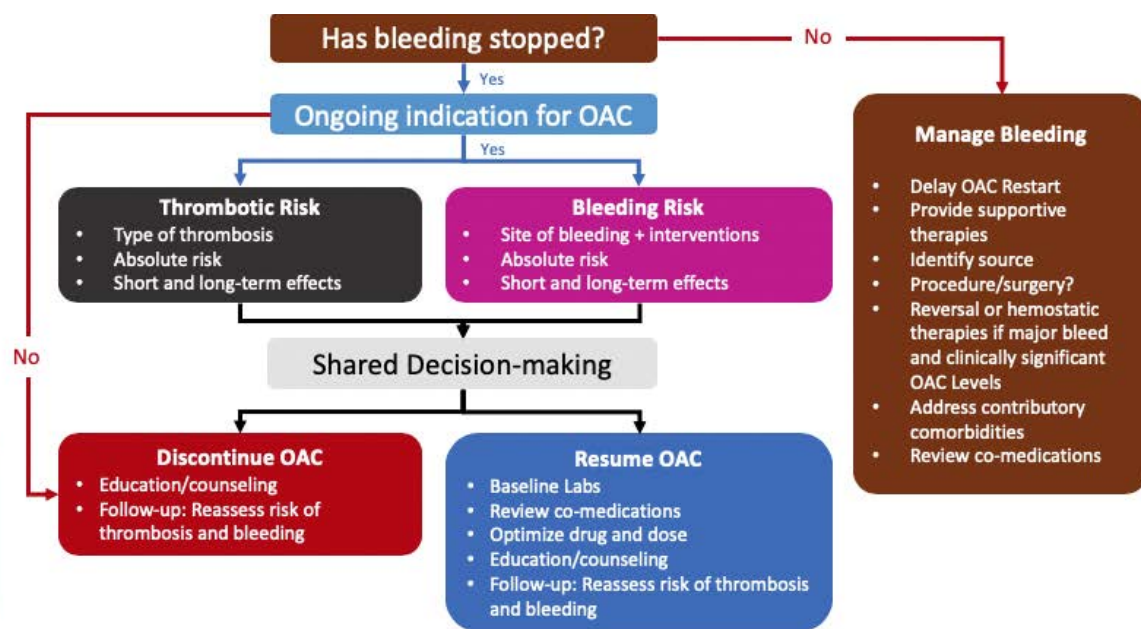 Has bleeding stopped?
No
Yes
Ongoing indication for OAC
Yes
Thrombotic Risk
• Type of thrombosis
• Absolute risk
• Short and long-term effects
Bleeding Risk
• Site of bleeding + interventions
• Absolute risk
• Short and long-term effects
No
Shared Decision-making
Discontinue OAC
• Education/counseling
• Follow-up: Reassess risk of
thrombosis and bleeding
Resume OAC
• Baseline Labs
• Review co-medications
• Optimize drug and dose
• Education/counseling
• Follow-up: Reassess risk of thrombosis
and bleeding
Manage Bleeding
• Delay OAC Restart
• Provide supportive
therapies
• Identify source
• Procedure/surgery?
• Reversal or hemostatic
therapies if major bleed
and clinically significant
OAC Levels
• Address contributory
comorbidities
• Review co-medications